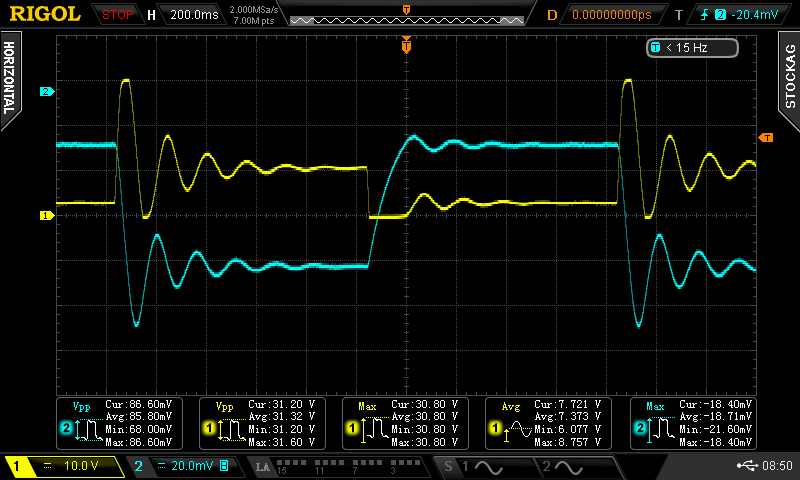 RIGOL STOP H 200.0ms 2.000MSa/s 7.00M pts D 0.00000000ps T 2 -20.4mV
HORIZONTAL
STOCKAG
T < 15 Hz
T
2
T
1
Vpp Cur:86.60mV
Avg:85.80mV
Min:68.00mV
Max:86.60mV
2
Vpp Cur:31.20 V
Avg:31.32 V
Min:31.20 V
Max:31.60 V
1
Max Cur:30.80 V
Avg:30.80 V
Min:30.80 V
Max:30.80 V
1
Avg Cur:7.721 V
Avg:7.373 V
Min:6.077 V
Max:8.757 V
1
Max Cur:-18.40mV
Avg:-18.71mV
Min:-21.60mV
Max:-18.40mV
2
1 = 10.0 V 2 = 20.0mV B LA 15 11 7 3 S 1 2 08:50